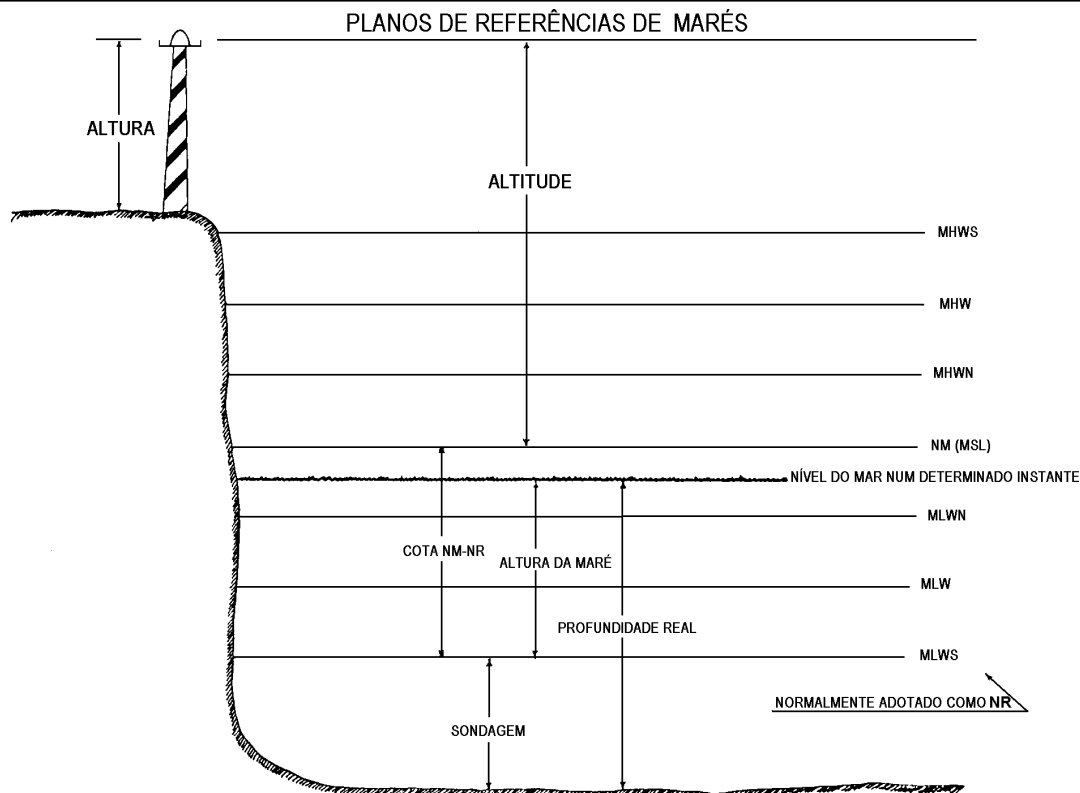 PLANOS DE REFERÊNCIAS DE MARÉS
ALTURA
ALTITUDE
MHWS
MHW
MHWN
NM (MSL)
NÍVEL DO MAR NUM DETERMINADO INSTANTE
MLWN
COTA NM-NR
ALTURA DA MARÉ
MLW
PROFUNDIDADE REAL
MLWS
NORMALMENTE ADOTADO COMO NR
SONDAGEM